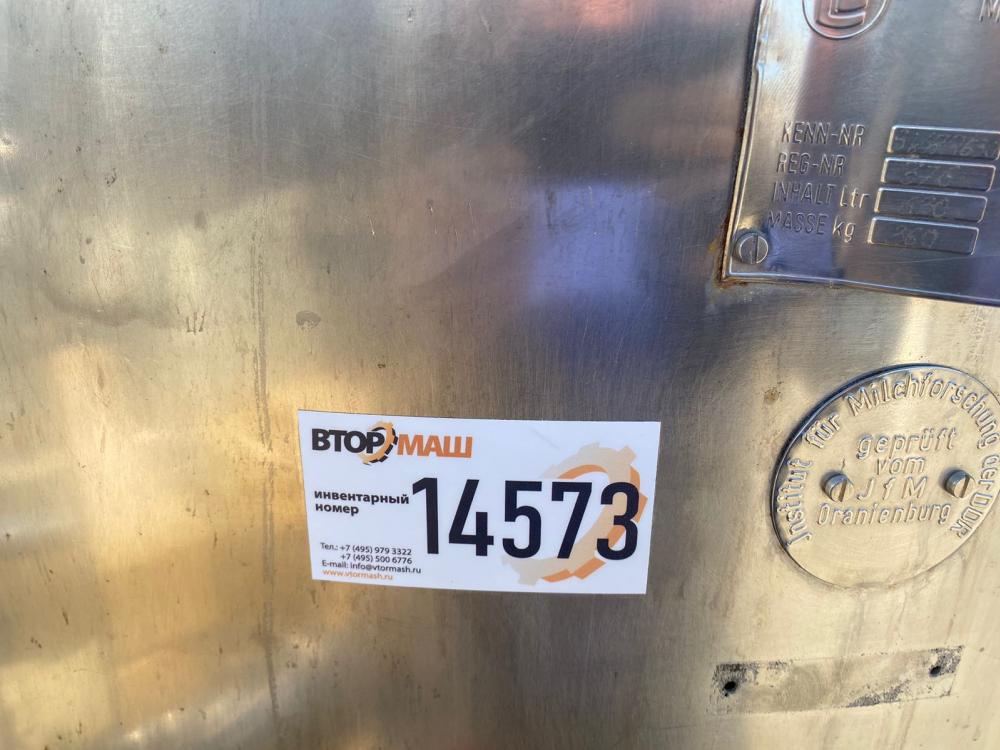 KENN-NR
REG-NR
INHALT Ltr
MASSE kg 360
ВТОРМАШ
инвентарный
номер
14573
Тел.: +7 (495) 979 3322
+7 (495) 500 6776
E-mail: info@vtormash.ru
www.vtormash.ru
Institut für Milchforschung der DDR
geprüft
vom
JfM
Oranienburg